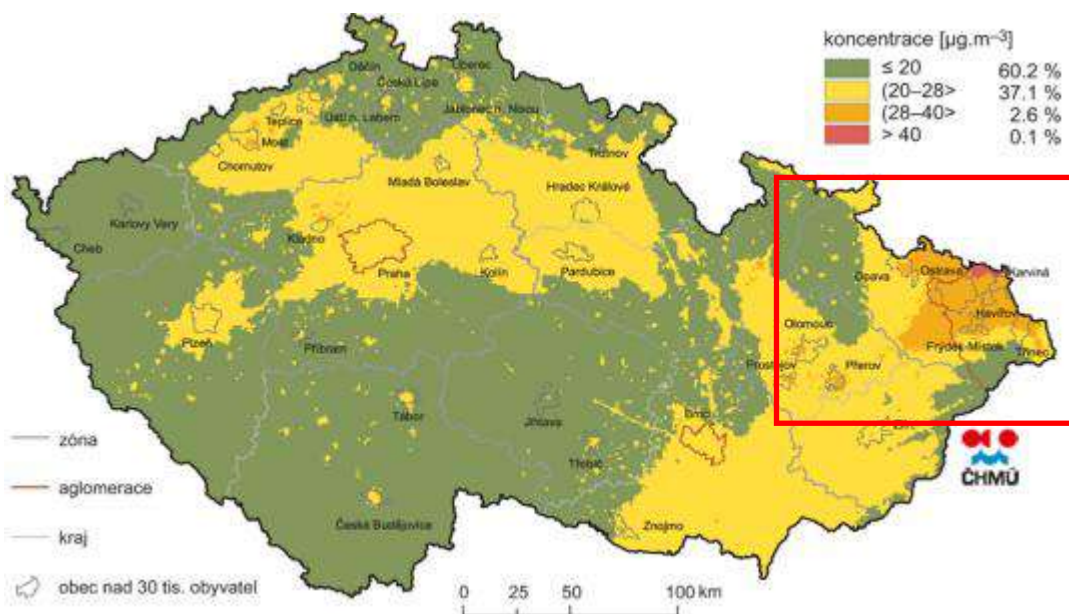 koncentrace [µg.m⁻³]
≤ 20 60.2 %
(20–28> 37.1 %
(28–40> 2.6 %
> 40 0.1 %
Děčín
Liberec
Česká Lípa
Ústí n. Labem
Jablonec n. Nisou
Teplice
Most
Chomutov
Trutnov
Mladá Boleslav
Hradec Králové
Karlovy Vary
Cheb
Kladno
Praha
Kolín
Pardubice
Opava
Ostrava
Karviná
Havířov
Olomouc
Frýdek-Místek
Třinec
Plzeň
Příbram
Prostějov
Přerov
Tábor
Jihlava
Brno
Zlín
Třebíč
ČHMÚ
České Budějovice
Znojmo
zóna
aglomerace
kraj
obec nad 30 tis. obyvatel
0 25 50 100 km